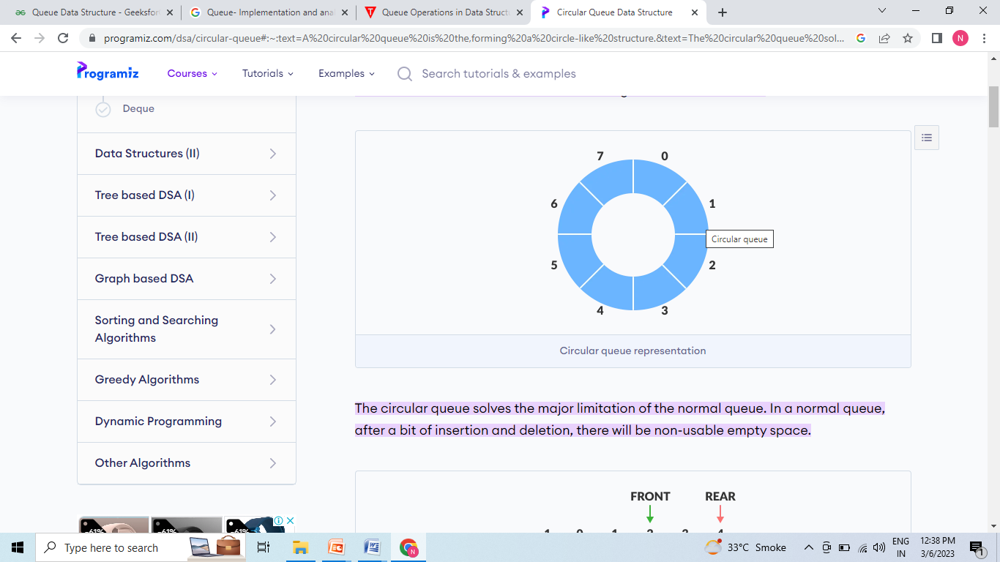 Queue Data Structure - Geeksfor
Queue- Implementation and anal
Queue Operations in Data Struct
Circular Queue Data Structure
programiz.com/dsa/circular-queue#:~:text=A%20circular%20queue%20is%20the,forming%20a%20circle-like%20structure.&text=The%20circular%20queue%20sol...
N
Programiz
Courses
Tutorials
Examples
Search tutorials & examples
Deque
Data Structures (II)
Tree based DSA (I)
Tree based DSA (II)
Graph based DSA
Sorting and Searching
Algorithms
Greedy Algorithms
Dynamic Programming
Other Algorithms
-61%
-61%
-61%
7 0
6 1
Circular queue
5 2
4 3
Circular queue representation
The circular queue solves the major limitation of the normal queue. In a normal queue,
after a bit of insertion and deletion, there will be non-usable empty space.
FRONT REAR
Type here to search
33°C Smoke
ENG
IN
12:38 PM
3/6/2023
1